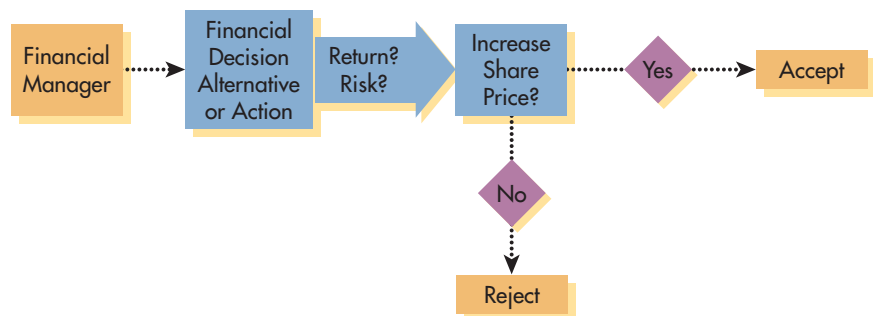 Financial
Manager
Financial
Decision
Alternative
or Action
Return?
Risk?
Increase
Share
Price?
Yes
Accept
No
Reject